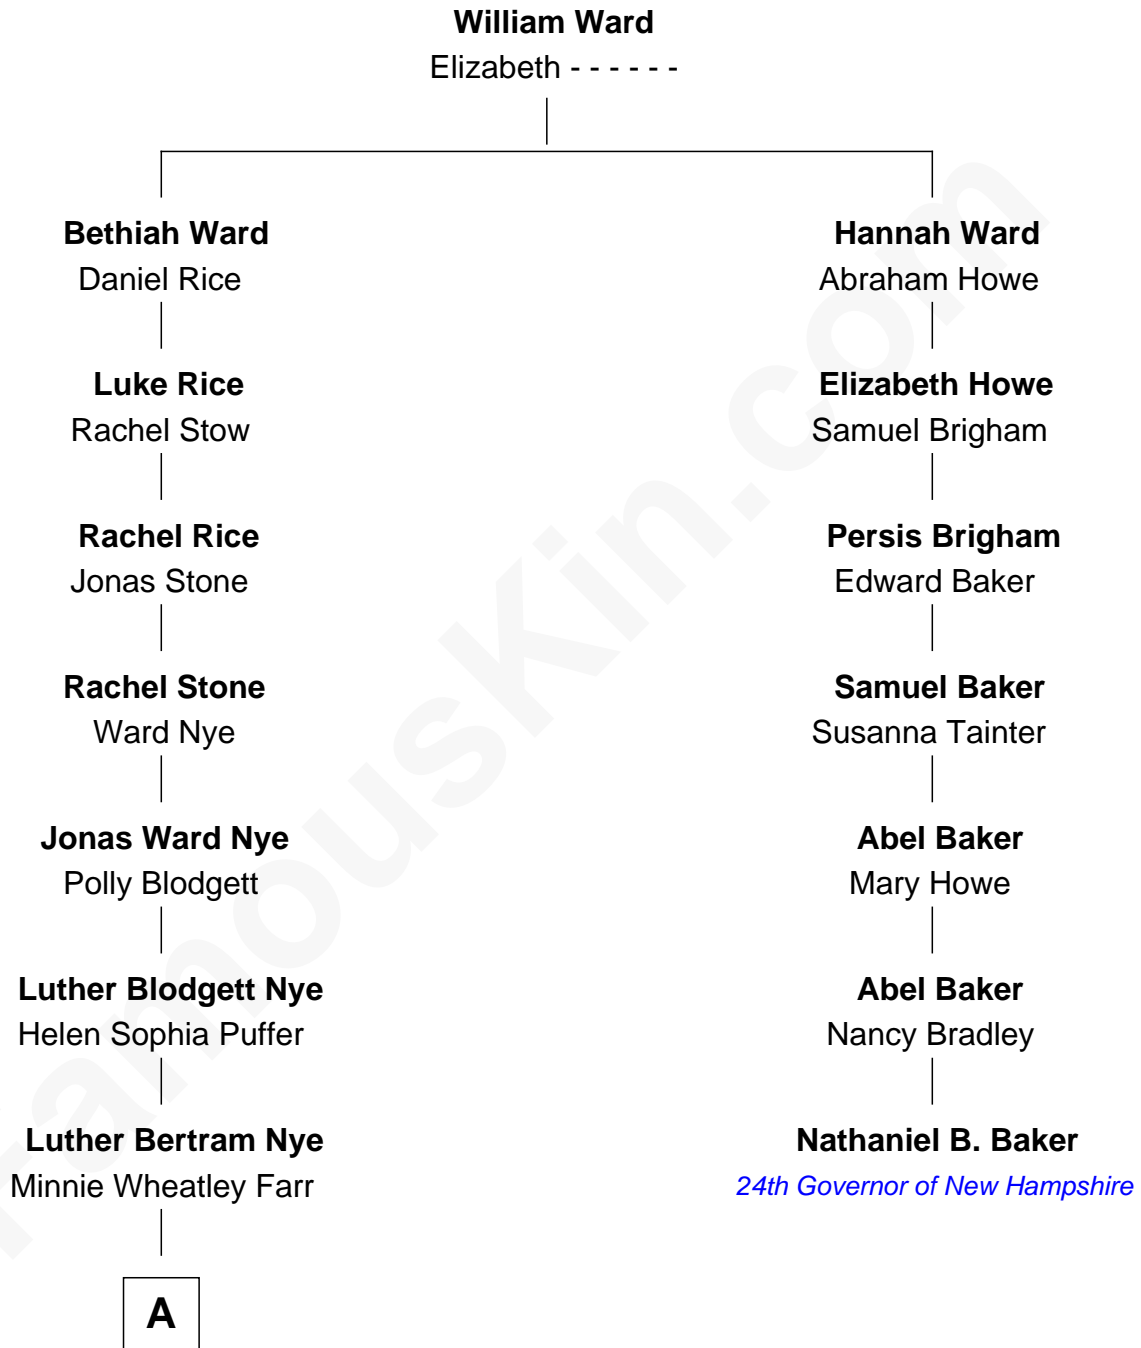 William Ward
Elizabeth - - - - - -
Bethiah Ward
Daniel Rice
Hannah Ward
Abraham Howe
Luke Rice
Rachel Stow
Elizabeth Howe
Samuel Brigham
Rachel Rice
Jonas Stone
Persis Brigham
Edward Baker
Rachel Stone
Ward Nye
Samuel Baker
Susanna Tainter
Jonas Ward Nye
Polly Blodgett
Abel Baker
Mary Howe
Luther Blodgett Nye
Helen Sophia Puffer
Abel Baker
Nancy Bradley
Luther Bertram Nye
Minnie Wheatley Farr
Nathaniel B. Baker
24th Governor of New Hampshire
A
FamousKin.com